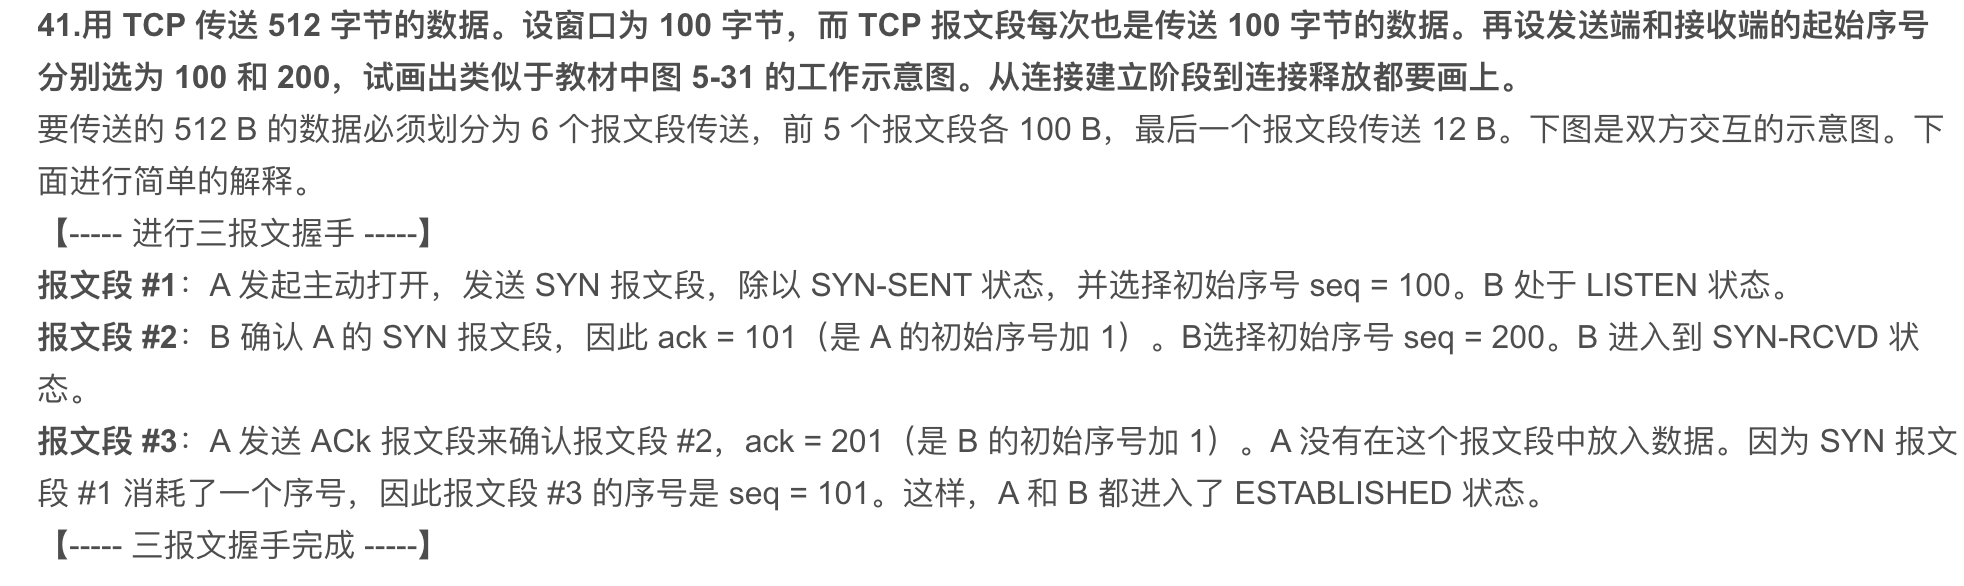 41.用 TCP 传送 512 字节的数据。设窗口为 100 字节，而 TCP 报文段每次也是传送 100 字节的数据。再设发送端和接收端的起始序号
分别选为 100 和 200，试画出类似于教材中图 5-31 的工作示意图。从连接建立阶段到连接释放都要画上。
要传送的 512 B 的数据必须划分为 6 个报文段传送，前 5 个报文段各 100 B，最后一个报文段传送 12 B。下图是双方交互的示意图。下
面进行简单的解释。
【----- 进行三报文握手 -----】
报文段 #1：A 发起主动打开，发送 SYN 报文段，除以 SYN-SENT 状态，并选择初始序号 seq = 100。B 处于 LISTEN 状态。
报文段 #2：B 确认 A 的 SYN 报文段，因此 ack = 101（是 A 的初始序号加 1）。B选择初始序号 seq = 200。B 进入到 SYN-RCVD 状
态。
报文段 #3：A 发送 ACk 报文段来确认报文段 #2，ack = 201（是 B 的初始序号加 1）。A 没有在这个报文段中放入数据。因为 SYN 报文
段 #1 消耗了一个序号，因此报文段 #3 的序号是 seq = 101。这样，A 和 B 都进入了 ESTABLISHED 状态。
【----- 三报文握手完成 -----】